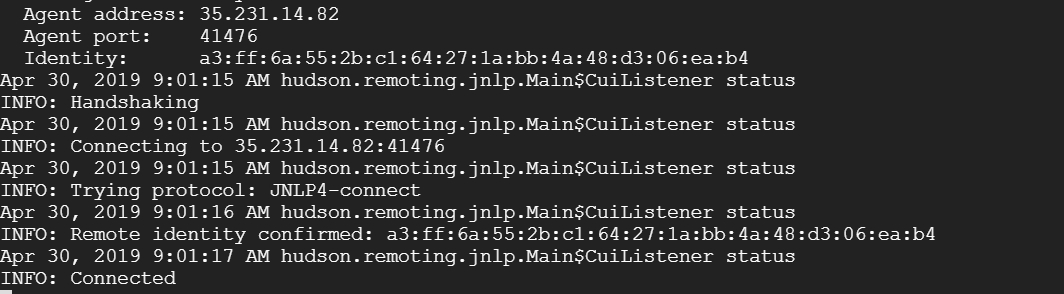 Agent address: 35.231.14.82
Agent port:    41476
Identity:      a3:ff:6a:55:2b:c1:64:27:1a:bb:4a:48:d3:06:ea:b4
Apr 30, 2019 9:01:15 AM hudson.remoting.jnlp.Main$CuiListener status
INFO: Handshaking
Apr 30, 2019 9:01:15 AM hudson.remoting.jnlp.Main$CuiListener status
INFO: Connecting to 35.231.14.82:41476
Apr 30, 2019 9:01:15 AM hudson.remoting.jnlp.Main$CuiListener status
INFO: Trying protocol: JNLP4-connect
Apr 30, 2019 9:01:16 AM hudson.remoting.jnlp.Main$CuiListener status
INFO: Remote identity confirmed: a3:ff:6a:55:2b:c1:64:27:1a:bb:4a:48:d3:06:ea:b4
Apr 30, 2019 9:01:17 AM hudson.remoting.jnlp.Main$CuiListener status
INFO: Connected